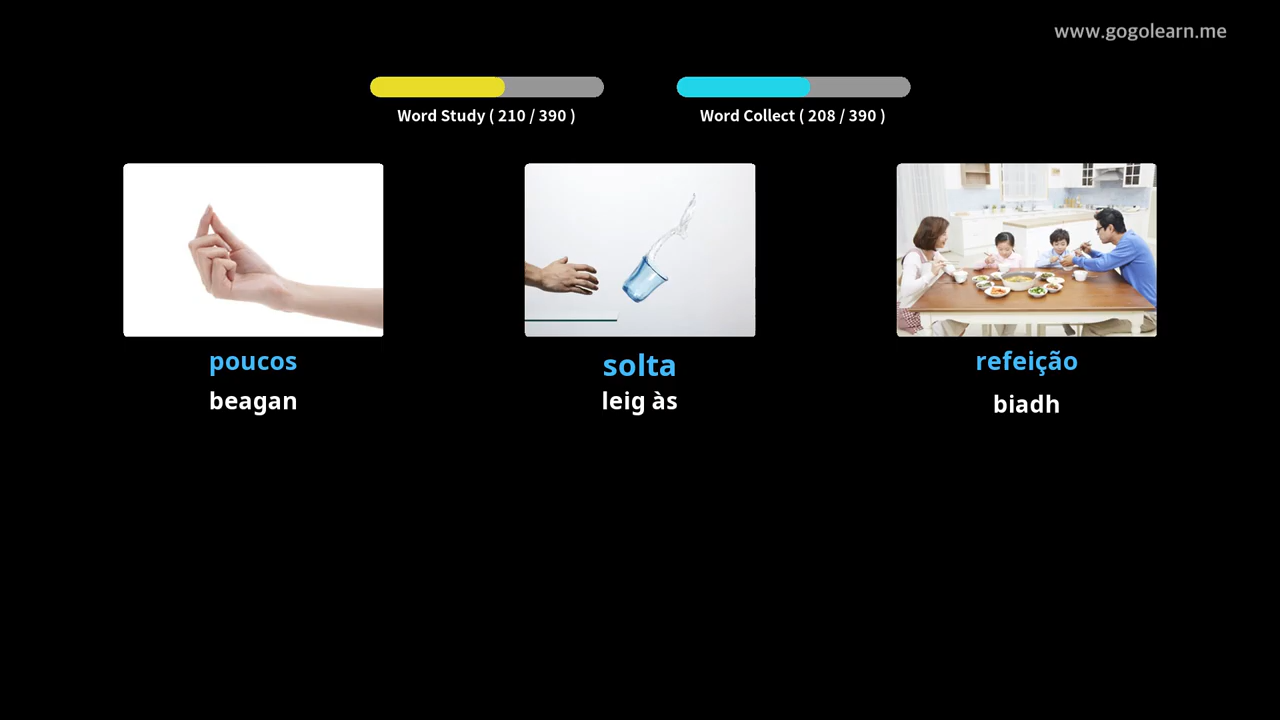 www.gogolearn.me
Word Study ( 210 / 390 )
Word Collect ( 208 / 390 )
poucos
solta
refeição
beagan
leig às
biadh